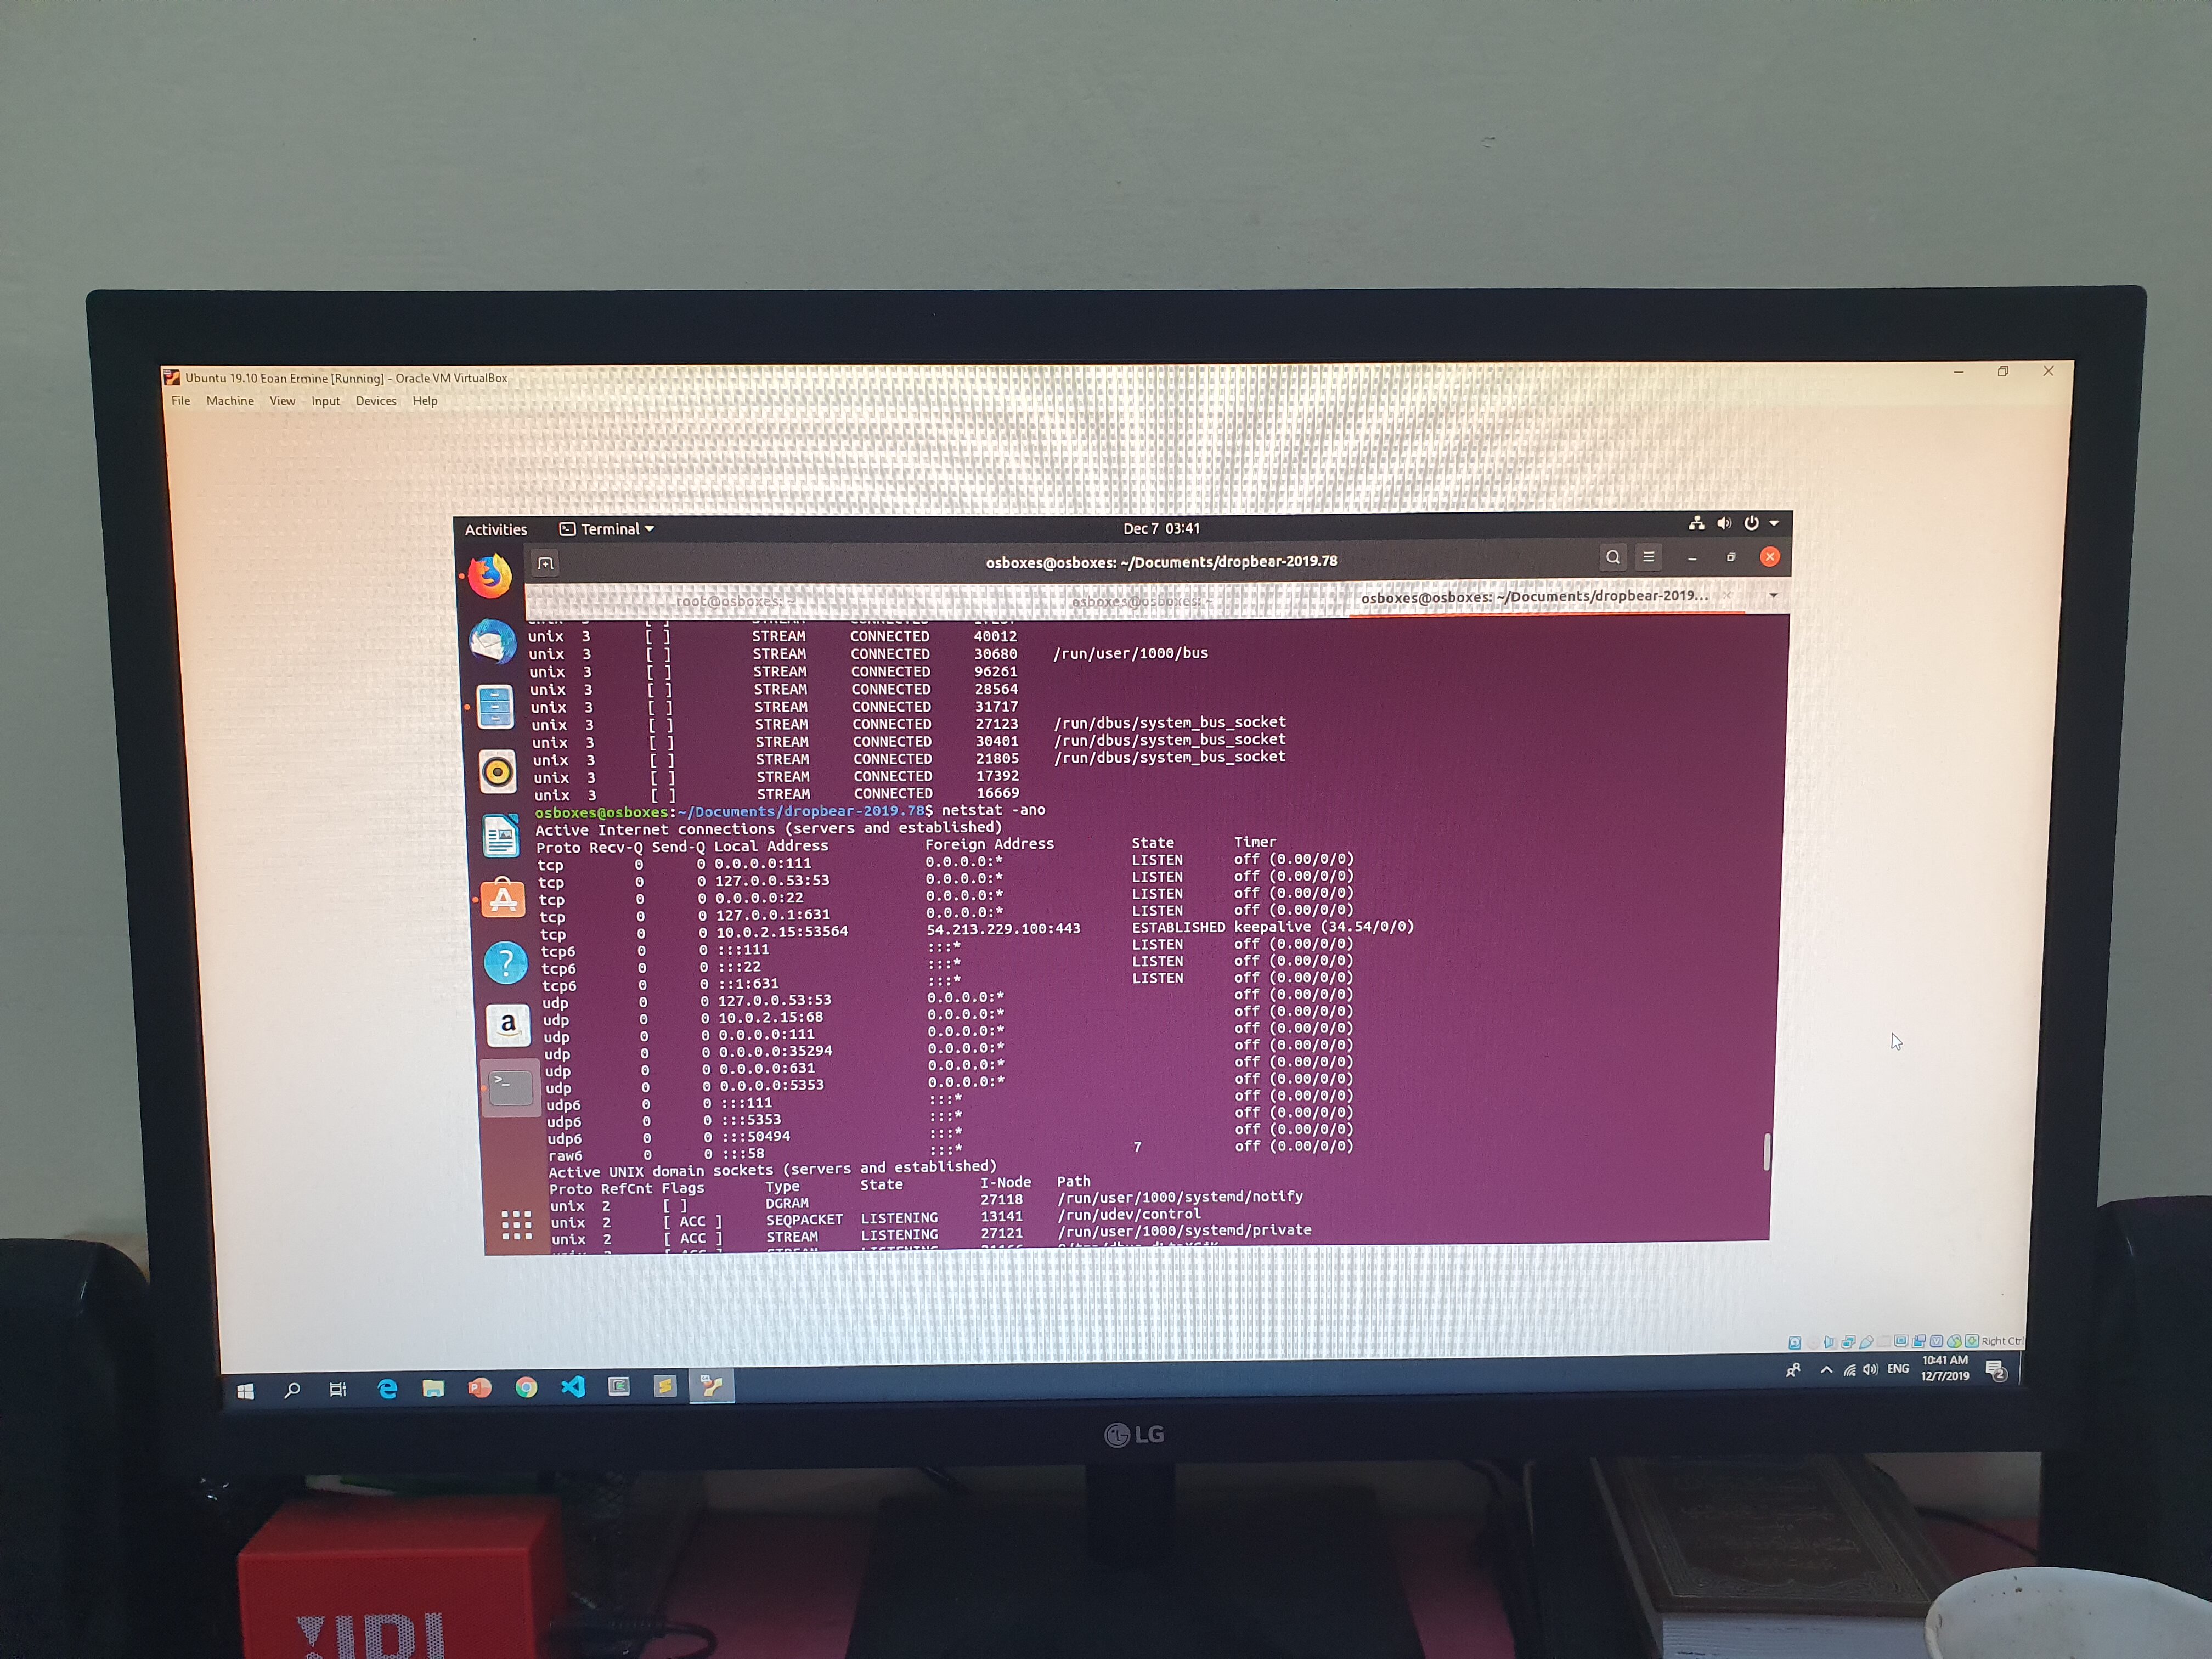 Ubuntu 19.10 Eoan Ermine [Running] - Oracle VM VirtualBox
File Machine View Input Devices Help
Activities Terminal Dec 7 03:41
osboxes@osboxes: ~/Documents/dropbear-2019.78
root@osboxes: ~ osboxes@osboxes: ~ osboxes@osboxes: ~/Documents/dropbear-2019...
unix 3 [ ] STREAM CONNECTED 40012
unix 3 [ ] STREAM CONNECTED 30680 /run/user/1000/bus
unix 3 [ ] STREAM CONNECTED 96261
unix 3 [ ] STREAM CONNECTED 28564
unix 3 [ ] STREAM CONNECTED 31717
unix 3 [ ] STREAM CONNECTED 27123 /run/dbus/system_bus_socket
unix 3 [ ] STREAM CONNECTED 30401 /run/dbus/system_bus_socket
unix 3 [ ] STREAM CONNECTED 21805 /run/dbus/system_bus_socket
unix 3 [ ] STREAM CONNECTED 17392
unix 3 [ ] STREAM CONNECTED 16669
osboxes@osboxes:~/Documents/dropbear-2019.78$ netstat -ano
Active Internet connections (servers and established)
Proto Recv-Q Send-Q Local Address Foreign Address State Timer
tcp 0 0 0.0.0.0:111 0.0.0.0:* LISTEN off (0.00/0/0)
tcp 0 0 127.0.0.53:53 0.0.0.0:* LISTEN off (0.00/0/0)
tcp 0 0 0.0.0.0:22 0.0.0.0:* LISTEN off (0.00/0/0)
tcp 0 0 127.0.0.1:631 0.0.0.0:* LISTEN off (0.00/0/0)
tcp 0 0 10.0.2.15:53564 54.213.229.100:443 ESTABLISHED keepalive (34.54/0/0)
tcp6 0 0 :::111 :::* LISTEN off (0.00/0/0)
tcp6 0 0 :::22 :::* LISTEN off (0.00/0/0)
tcp6 0 0 ::1:631 :::* LISTEN off (0.00/0/0)
udp 0 0 127.0.0.53:53 0.0.0.0:* off (0.00/0/0)
udp 0 0 10.0.2.15:68 0.0.0.0:* off (0.00/0/0)
udp 0 0 0.0.0.0:111 0.0.0.0:* off (0.00/0/0)
udp 0 0 0.0.0.0:35294 0.0.0.0:* off (0.00/0/0)
udp 0 0 0.0.0.0:631 0.0.0.0:* off (0.00/0/0)
udp 0 0 0.0.0.0:5353 0.0.0.0:* off (0.00/0/0)
udp6 0 0 :::111 :::* off (0.00/0/0)
udp6 0 0 :::5353 :::* off (0.00/0/0)
udp6 0 0 :::50494 :::* off (0.00/0/0)
raw6 0 0 :::58 :::* 7 off (0.00/0/0)
Active UNIX domain sockets (servers and established)
Proto RefCnt Flags Type State I-Node Path
unix 2 [ ] DGRAM 27118 /run/user/1000/systemd/notify
unix 2 [ ACC ] SEQPACKET LISTENING 13141 /run/udev/control
unix 2 [ ACC ] STREAM LISTENING 27121 /run/user/1000/systemd/private
Right Ctrl
ENG 10:41 AM
12/7/2019
2
LG
JBL